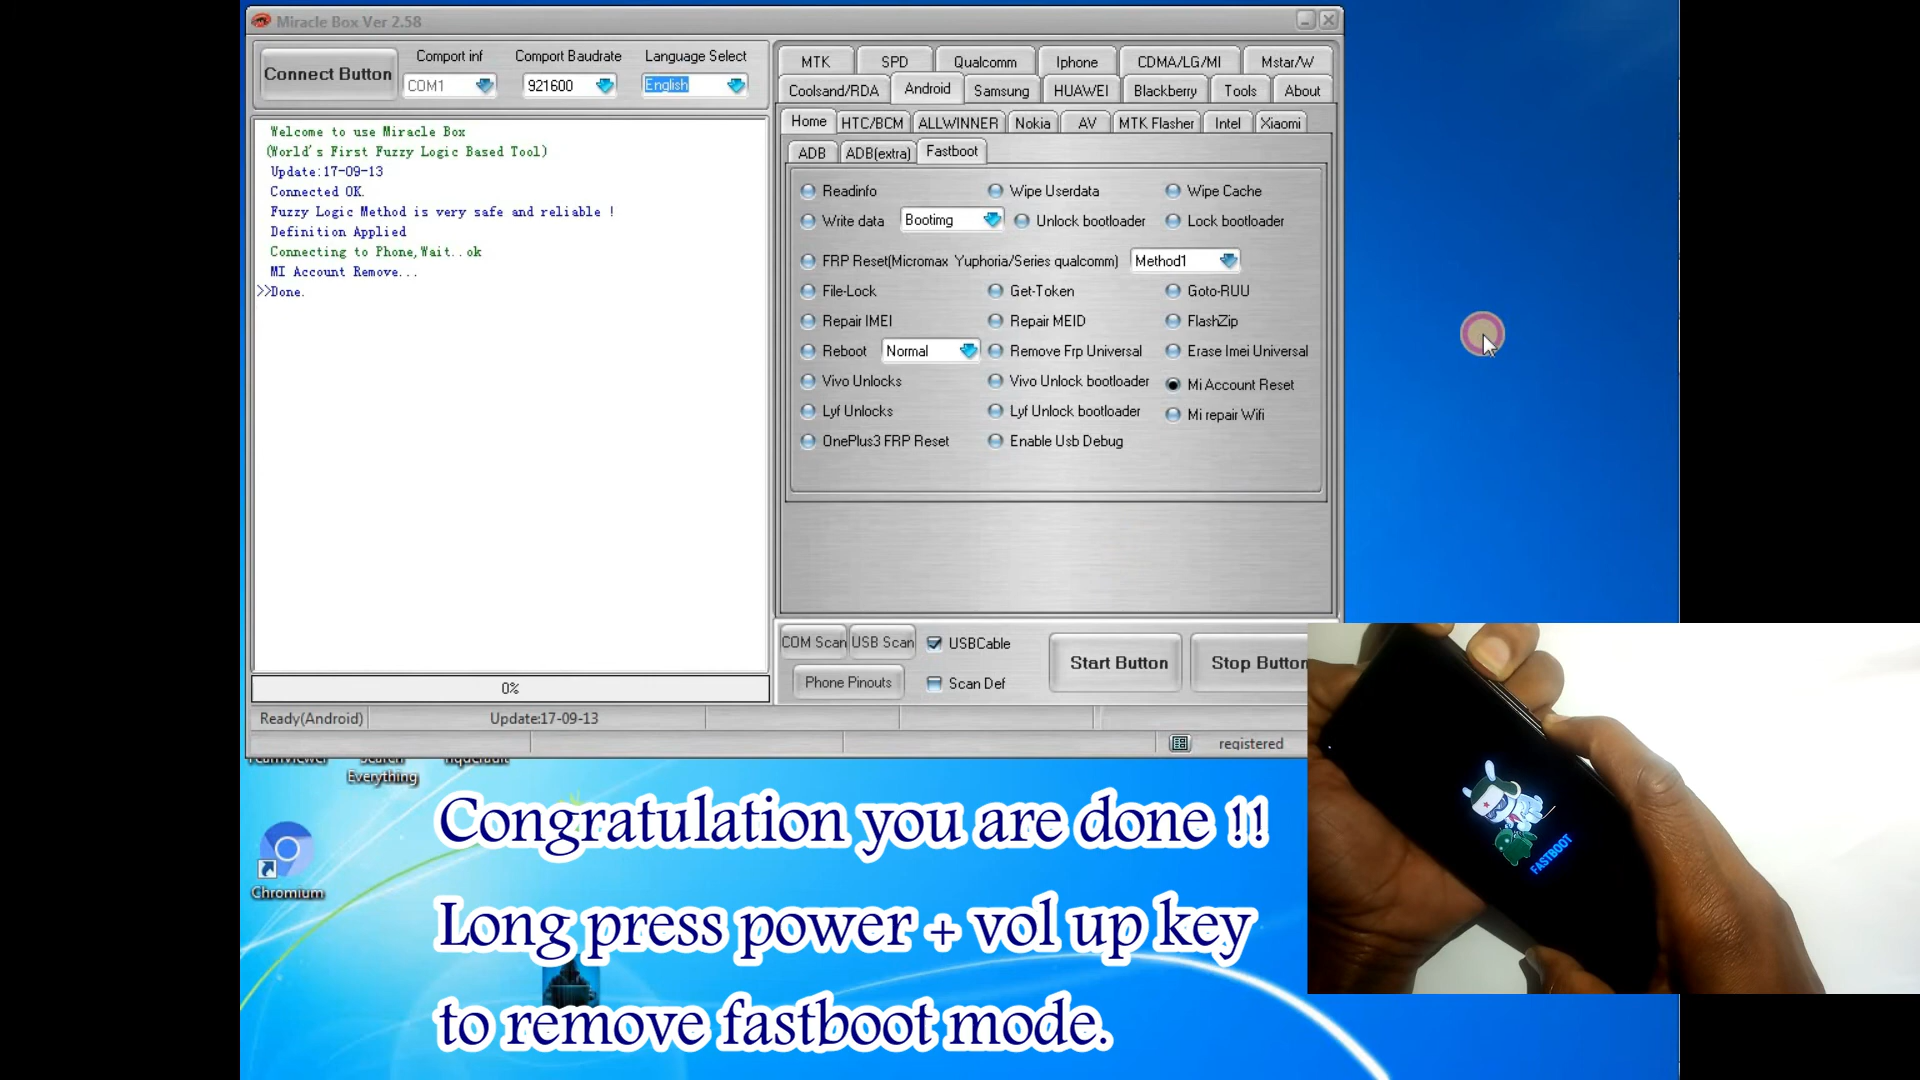 Miracle Box Ver 2.58
Connect Button
Comport inf
Comport Baudrate
Language Select
COM1
921600
English
Welcome to use Miracle Box
(World's First Fuzzy Logic Based Tool)
Update:17-09-13
Connected OK.
Fuzzy Logic Method is very safe and reliable !
Definition Applied
Connecting to Phone,Wait..ok
MI Account Remove...
>>Done.
0%
Ready(Android)
Update:17-09-13
MTK
SPD
Qualcomm
Iphone
CDMA/LG/MI
Mstar/W
Coolsand/RDA
Android
Samsung
HUAWEI
Blackberry
Tools
About
Home
HTC/BCM
ALLWINNER
Nokia
AV
MTK Flasher
Intel
Xiaomi
ADB
ADB(extra)
Fastboot
Readinfo
Wipe Userdata
Wipe Cache
Write data
Bootimg
Unlock bootloader
Lock bootloader
FRP Reset(Micromax Yuphoria/Series qualcomm)
Method1
File-Lock
Get-Token
Goto-RUU
Repair IMEI
Repair MEID
FlashZip
Reboot
Normal
Remove Frp Universal
Erase Imei Universal
Vivo Unlocks
Vivo Unlock bootloader
Mi Account Reset
Lyf Unlocks
Lyf Unlock bootloader
Mi repair Wifi
OnePlus3 FRP Reset
Enable Usb Debug
COM Scan
USB Scan
USBCable
Phone Pinouts
Scan Def
Start Button
Stop Button
registered
Everything
Chromium
Congratulation you are done !!
Long press power + vol up key
to remove fastboot mode.
FASTBOOT